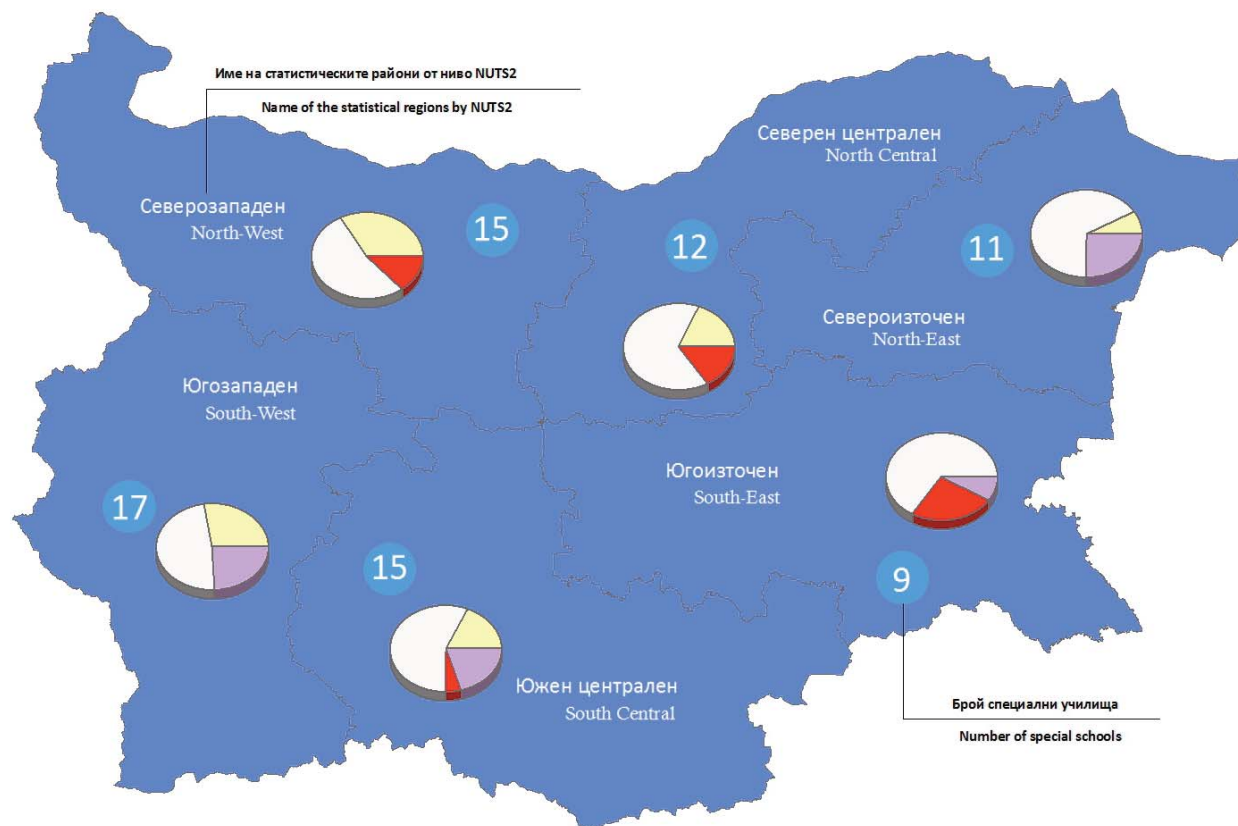 Име на статистическите райони от ниво NUTS2
Name of the statistical regions by NUTS2
Северен централен
North Central
Северозападен
North-West
15
12
11
Североизточен
North-East
Югозападен
South-West
Югоизточен
South-East
17
15
9
Южен централен
South Central
Брой специални училища
Number of special schools